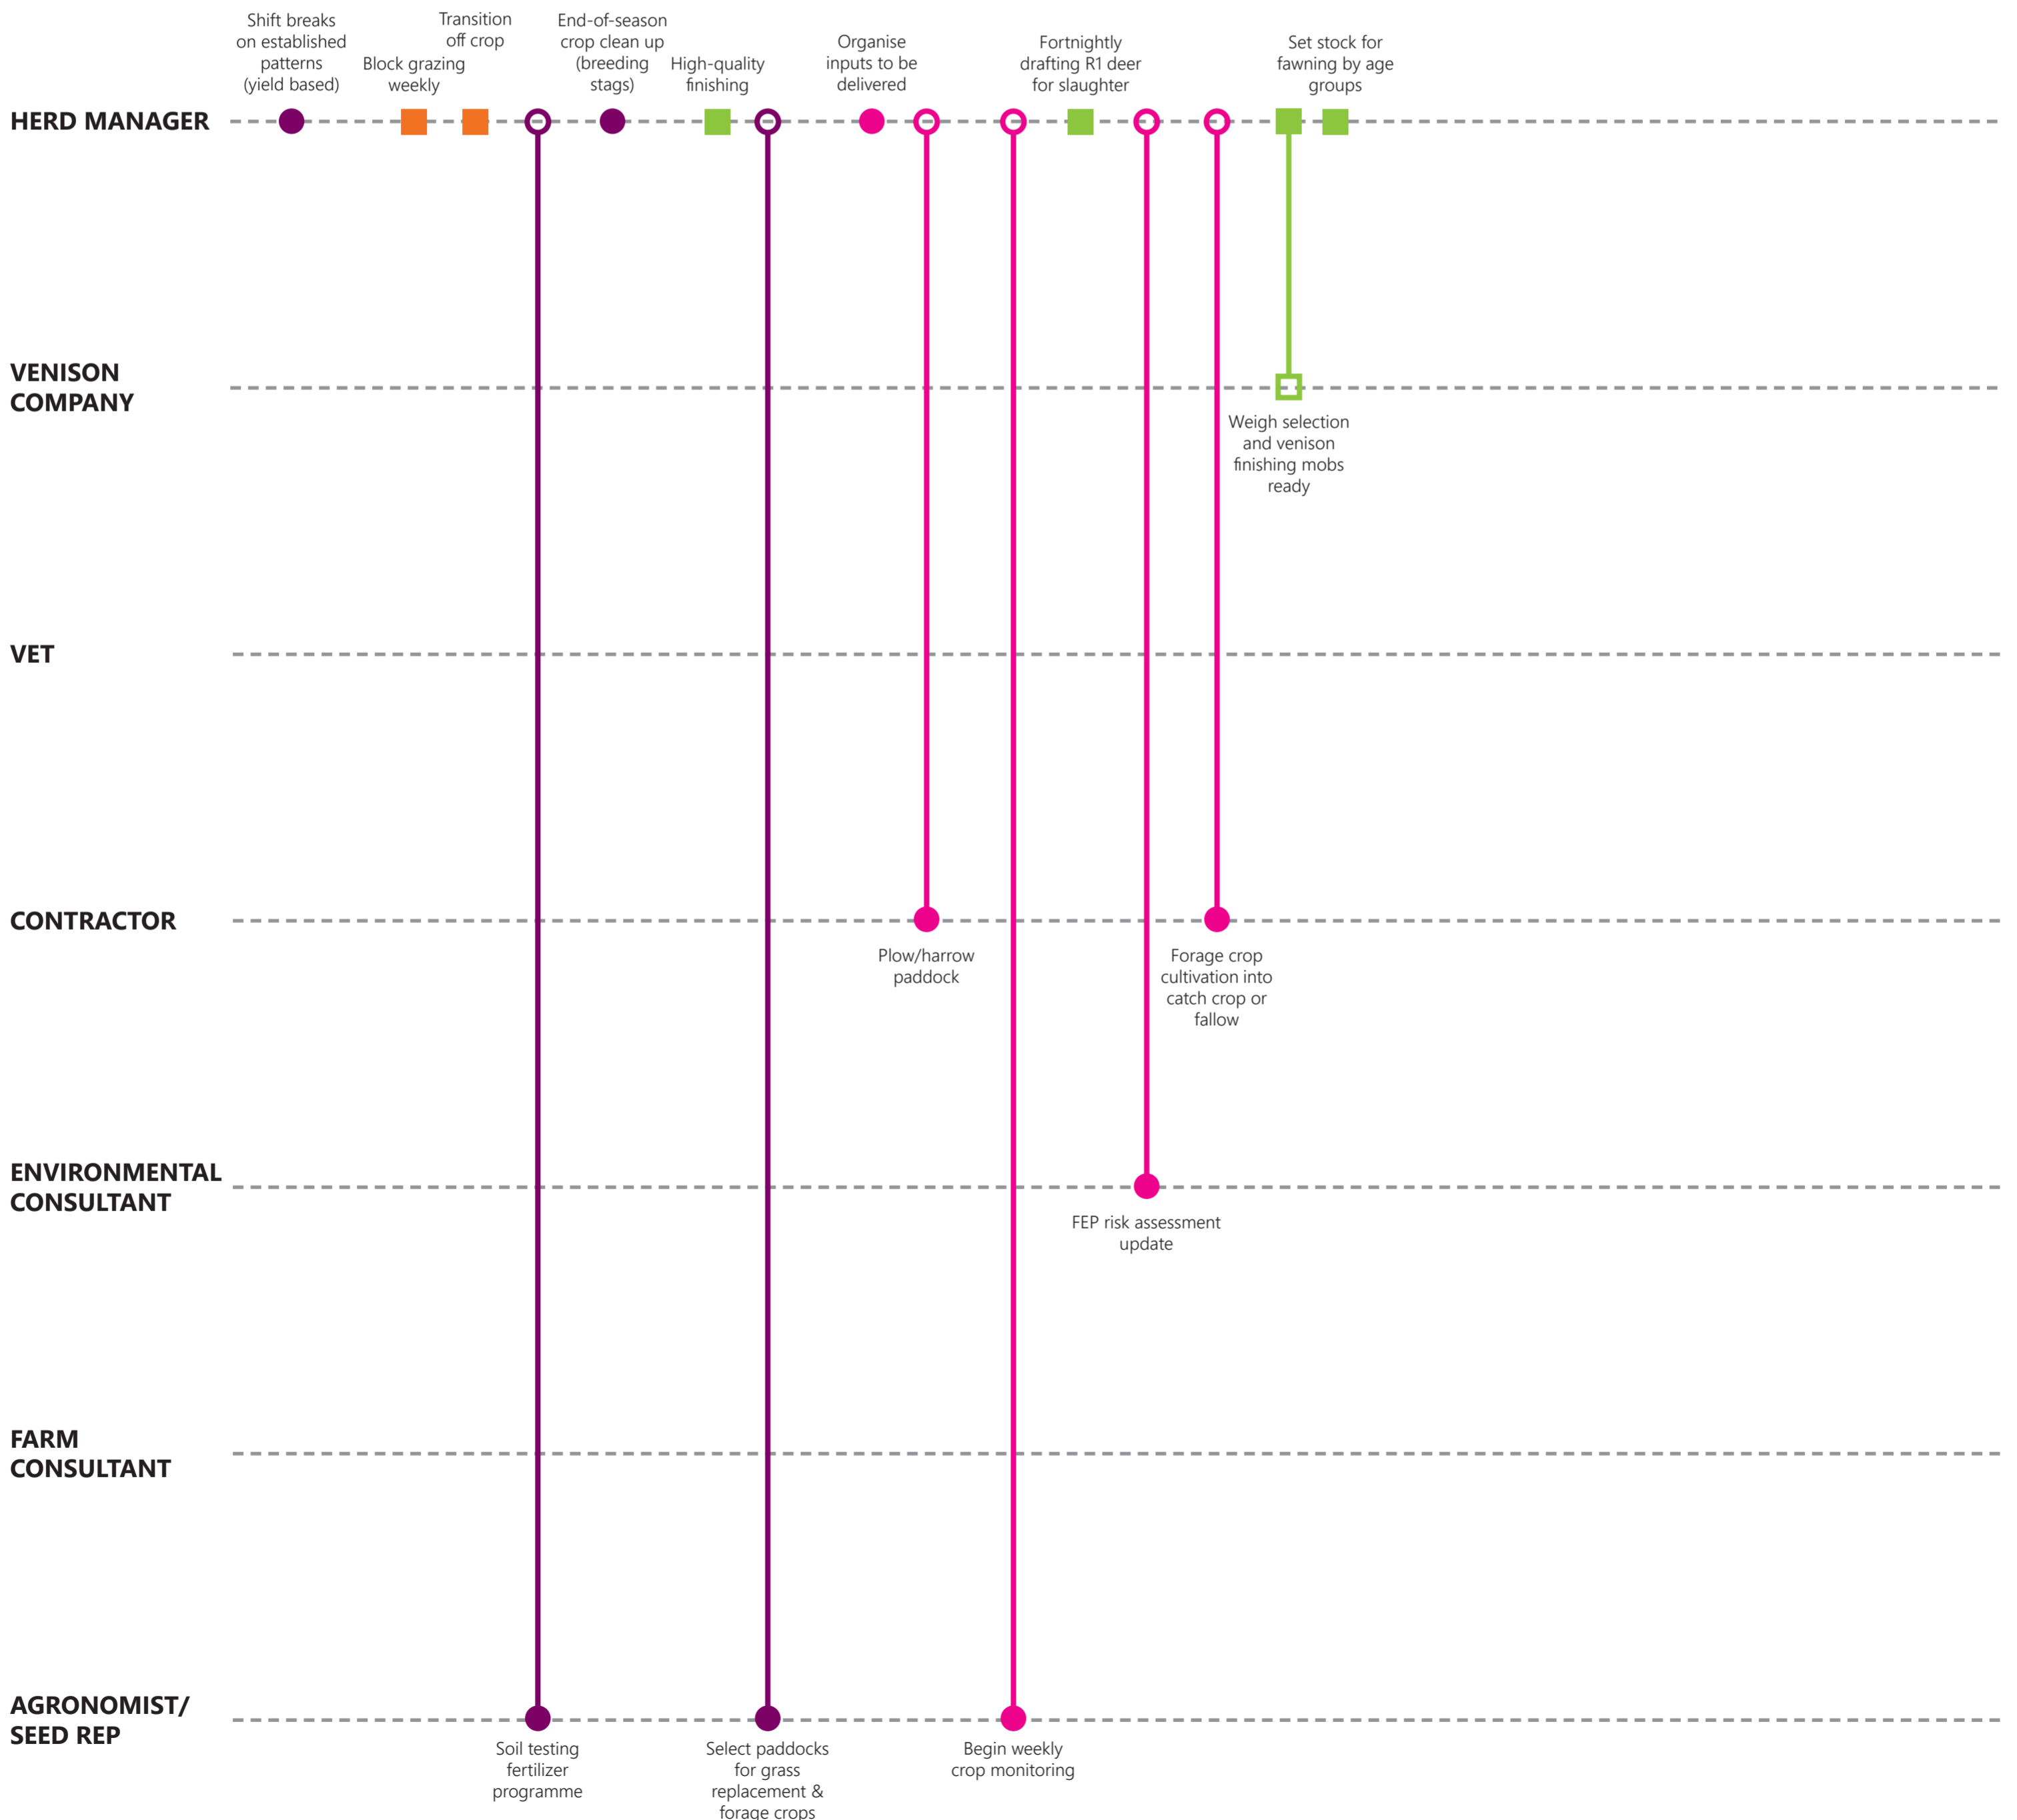 Shift breaks
on established
patterns
(yield based)
Block grazing
weekly
Transition
off crop
End-of-season
crop clean up
(breeding
stags)
High-quality
finishing
Organise
inputs to be
delivered
Fortnightly
drafting R1 deer
for slaughter
Set stock for
fawning by age
groups
HERD MANAGER
VENISON
COMPANY
Weigh selection
and venison
finishing mobs
ready
VET
CONTRACTOR
Plow/harrow
paddock
Forage crop
cultivation into
catch crop or
fallow
ENVIRONMENTAL
CONSULTANT
FEP risk assessment
update
FARM
CONSULTANT
AGRONOMIST/
SEED REP
Soil testing
fertilizer
programme
Select paddocks
for grass
replacement &
forage crops
Begin weekly
crop monitoring